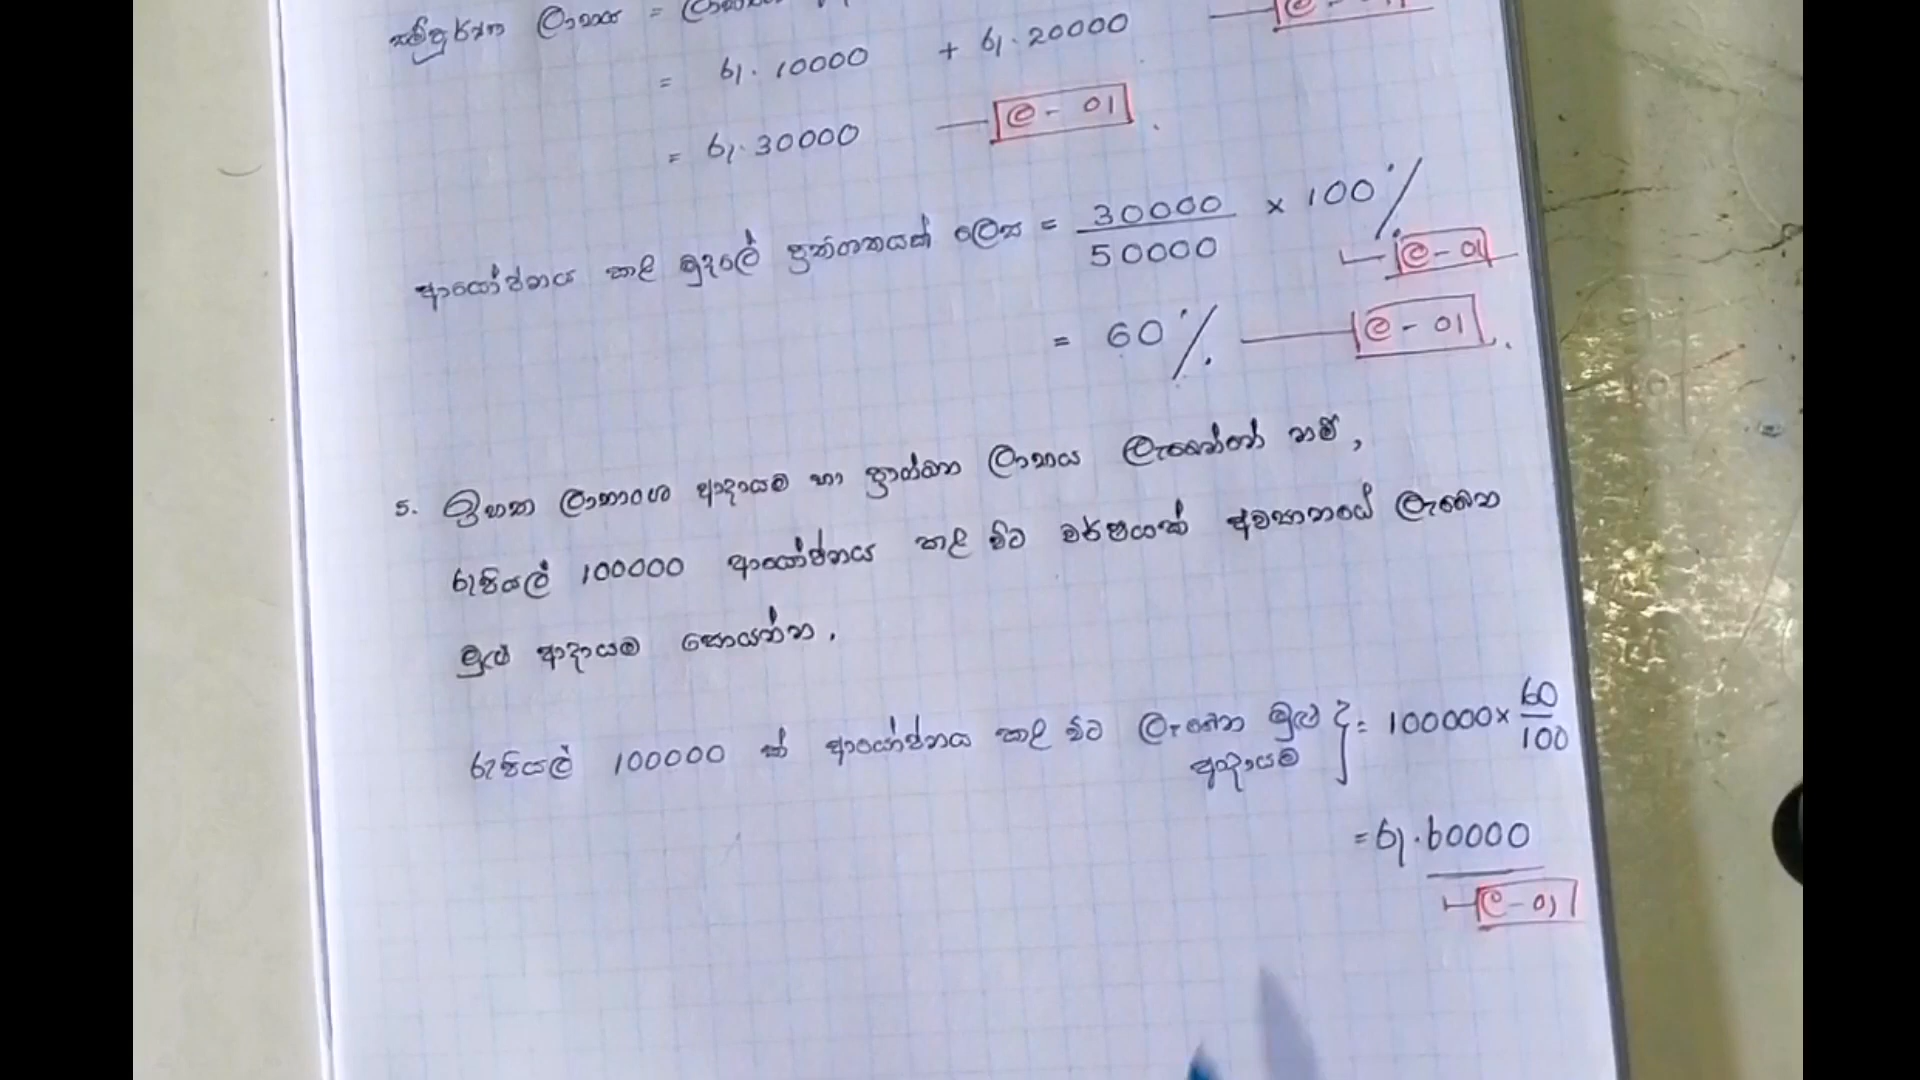 සම්පූර්ණ ලාභය =
= රු. 10000 + රු. 20000
= රු. 30000 — ල - 01
ආයෝජනය කළ මුදලේ ප්‍රතිශතයක් ලෙස = 30000/50000 × 100% — ල - 01
= 60% — ල - 01
5. ඉහත ලාභාංශ ආදායම හා ප්‍රාග්ධන ලාභය ලැබෙන්නේ නම්,
රුපියල් 100000 ආයෝජනය කළ විට වර්ෂයක් අවසානයේ ලැබෙන
මුළු ආදායම සොයන්න.
රුපියල් 100000 ක් ආයෝජනය කළ විට ලැබෙන මුළු ආදායම } = 100000 × 60/100
= රු. 60000
ල - 01